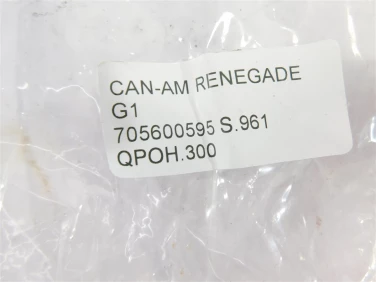 CAN-AM RENEGADE
G1
705600595 S.961
QPOH.300